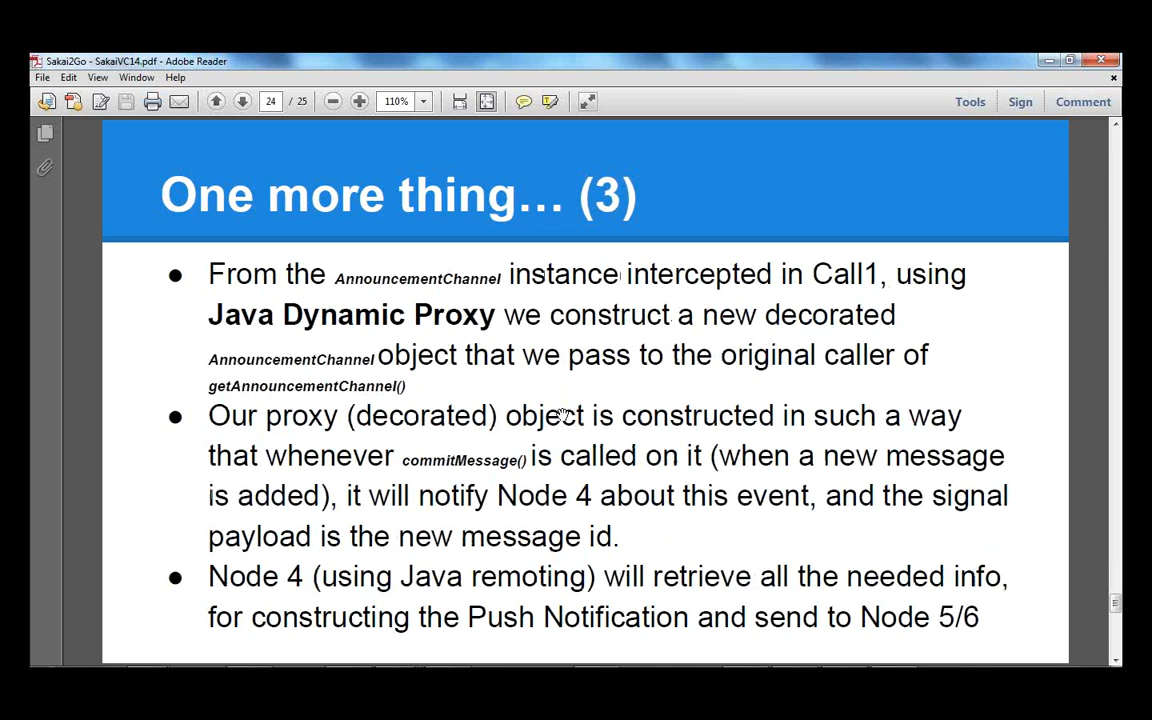 Sakai2Go - SakaiVC14.pdf - Adobe Reader
File Edit View Window Help
24 / 25 110% Tools Sign Comment
One more thing… (3)
● From the AnnouncementChannel instance intercepted in Call1, using
Java Dynamic Proxy we construct a new decorated
AnnouncementChannel object that we pass to the original caller of
getAnnouncementChannel()
● Our proxy (decorated) object is constructed in such a way
that whenever commitMessage() is called on it (when a new message
is added), it will notify Node 4 about this event, and the signal
payload is the new message id.
● Node 4 (using Java remoting) will retrieve all the needed info,
for constructing the Push Notification and send to Node 5/6